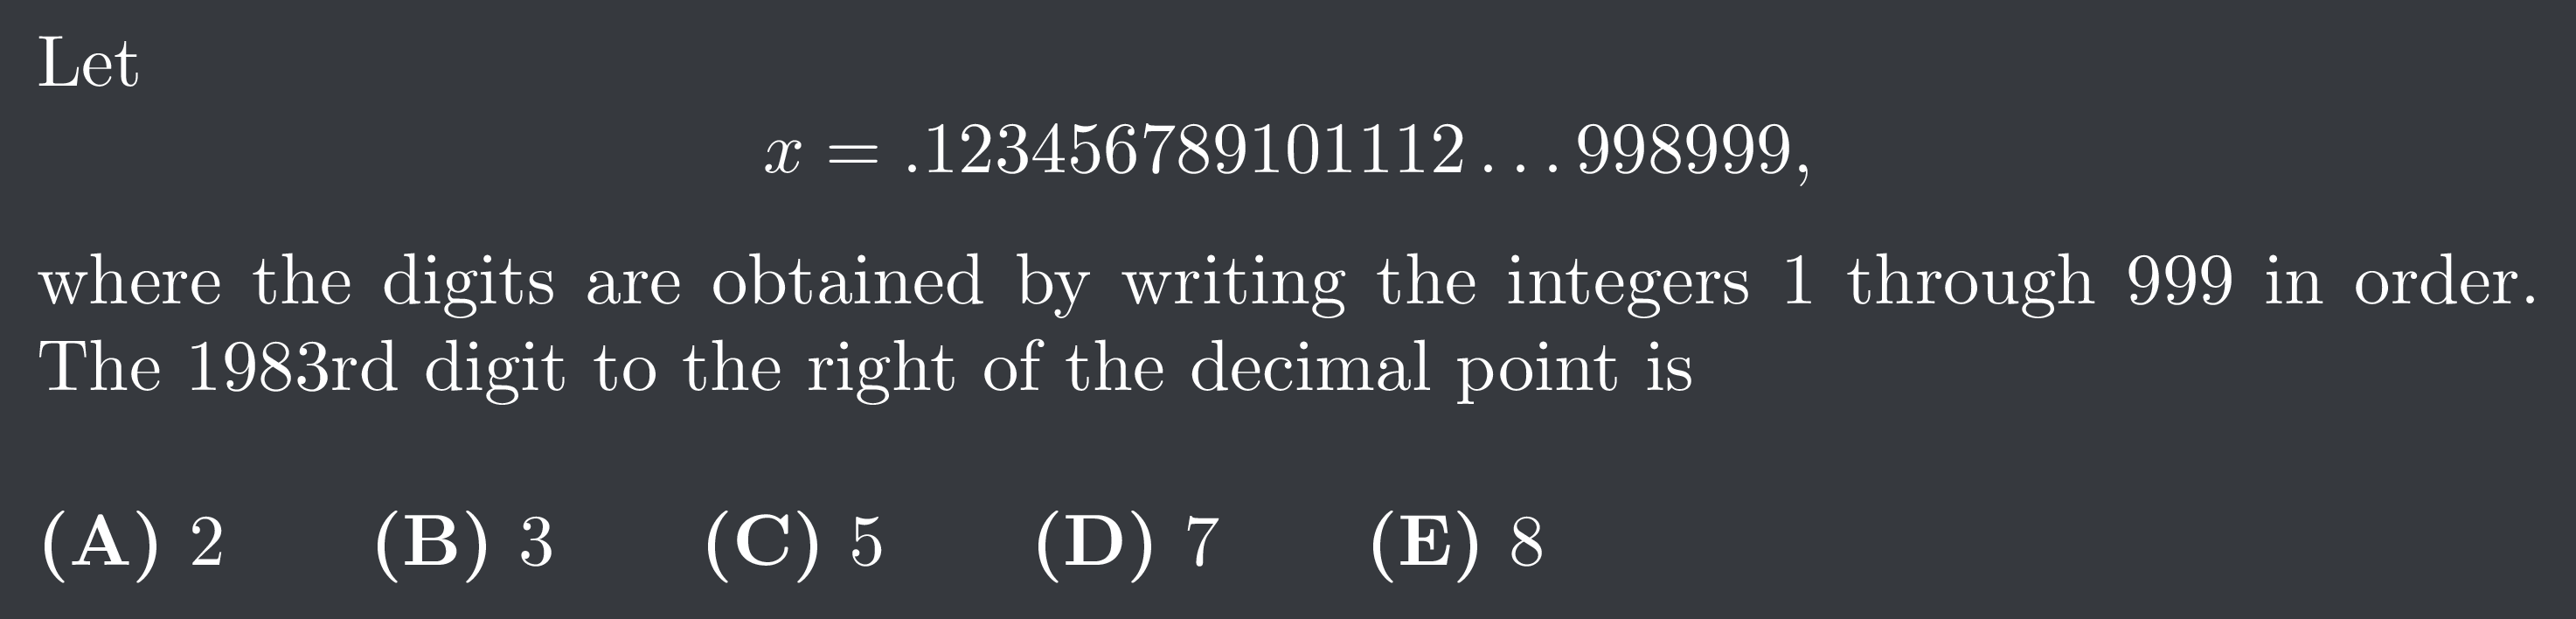 Let
x = .123456789101112 . . . 998999,
where the digits are obtained by writing the integers 1 through 999 in order.
The 1983rd digit to the right of the decimal point is
(A) 2 (B) 3 (C) 5 (D) 7 (E) 8